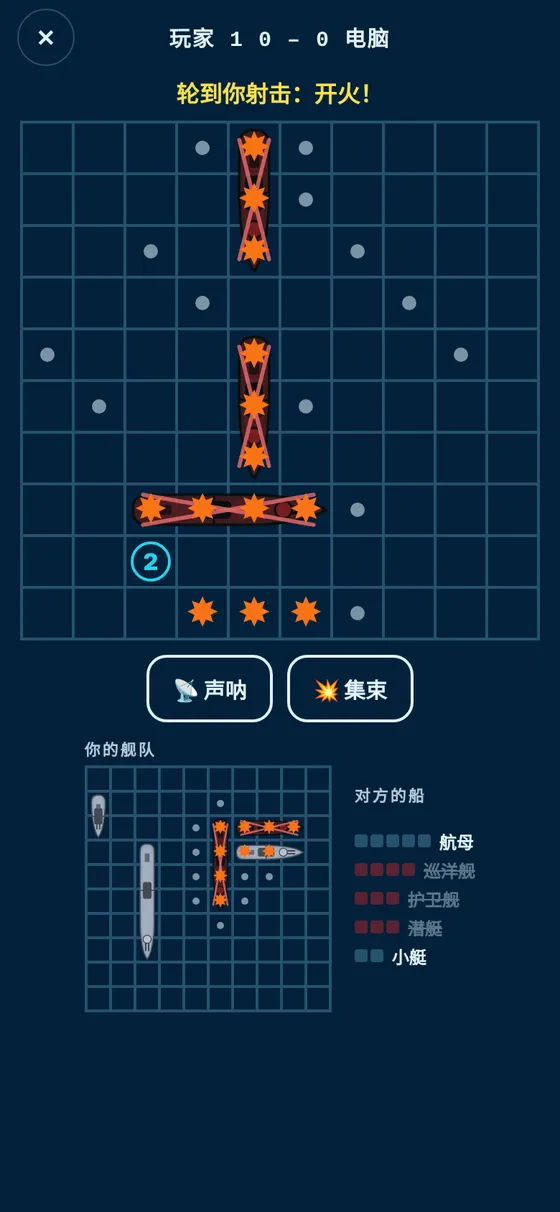 玩家 1 0 – 0 电脑
轮到你射击：开火！
2
声呐
集束
你的舰队
对方的船
航母
巡洋舰
护卫舰
潜艇
小艇